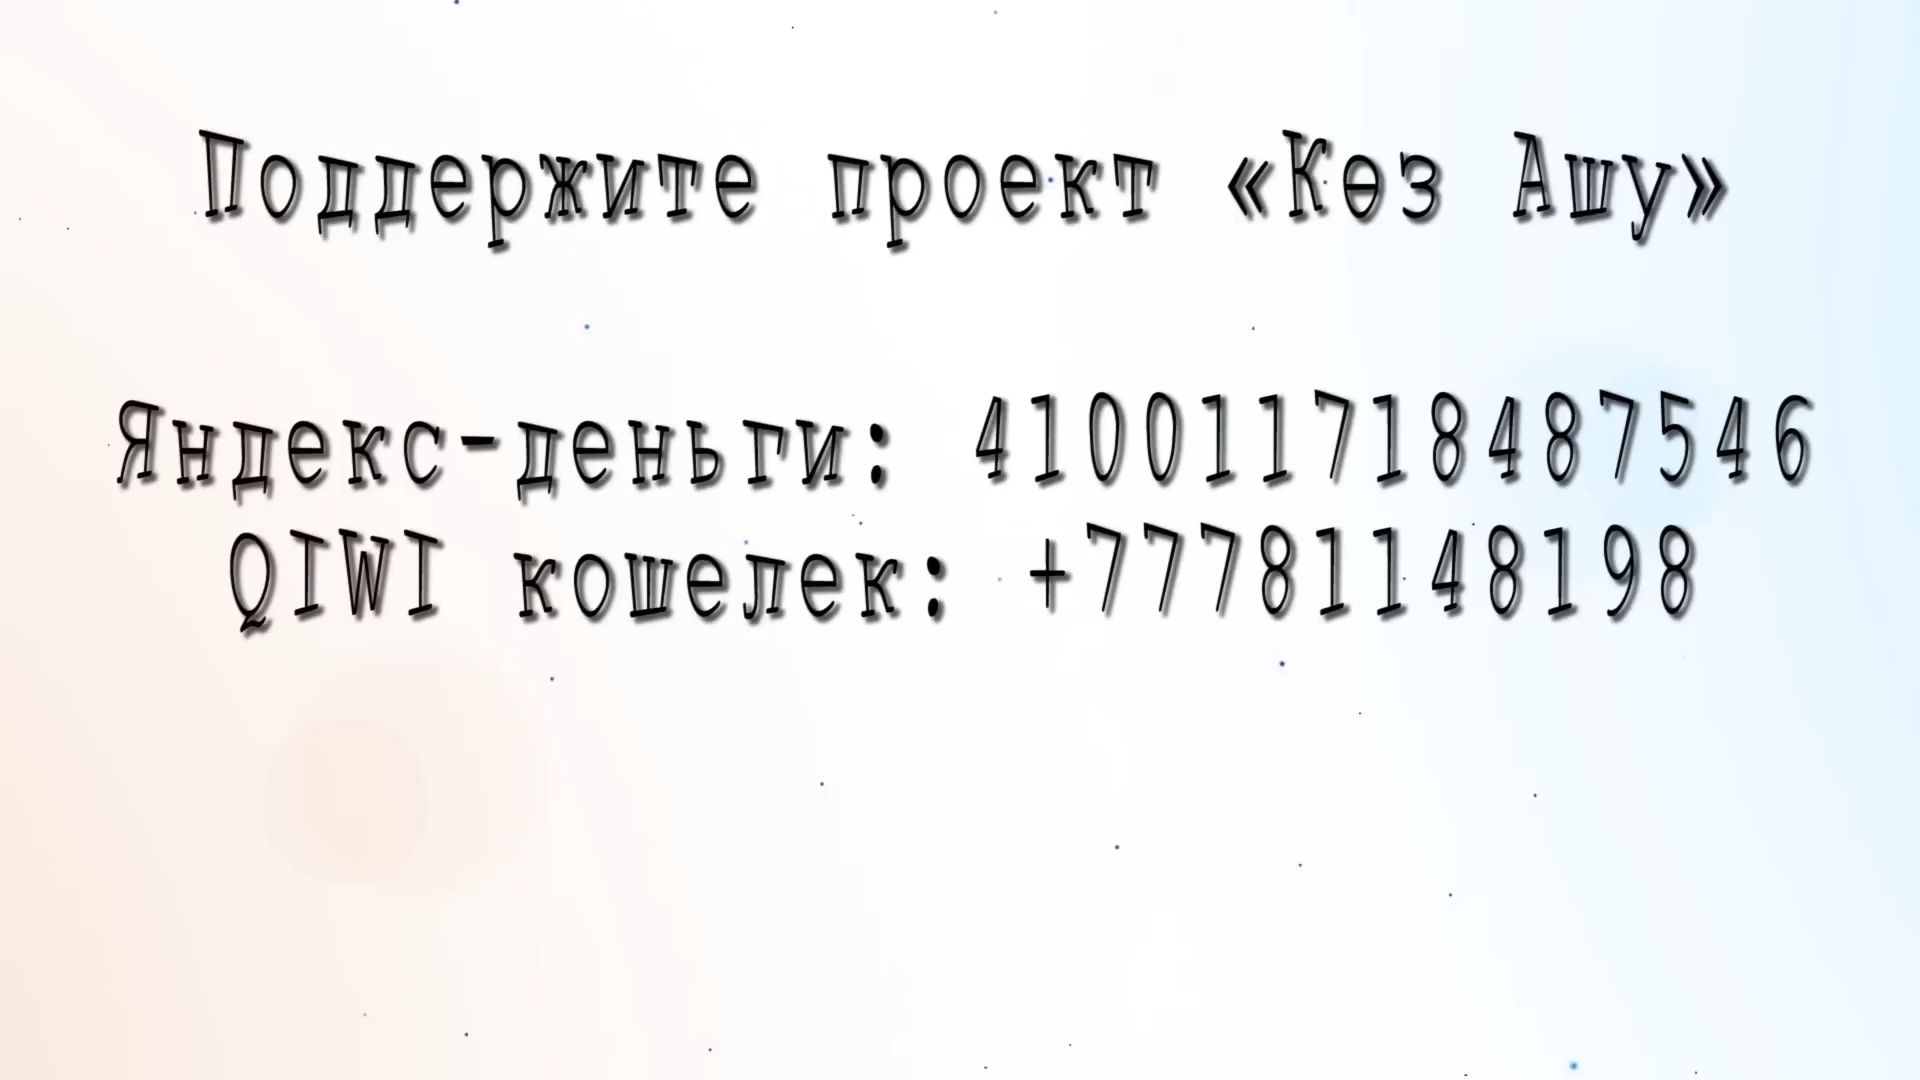 Поддержите проект «Көз Ашу»
Яндекс-деньги: 410011718487546
QIWI кошелек: +77781148198